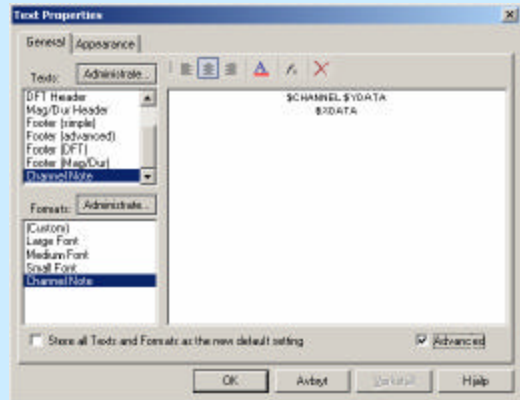 Text Properties
General Appearance
Texts: Administrate...
DFT Header
Mag/Dur Header
Footer (simple)
Footer (advanced)
Footer (DFT)
Footer (Mag/Dur)
Channel Note
Formats: Administrate...
(Custom)
Large Font
Medium Font
Small Font
Channel Note
$CHANNEL $YDATA
$XDATA
Store all Texts and Formats as the new default setting
Advanced
OK Avbryt Verkställ Hjälp